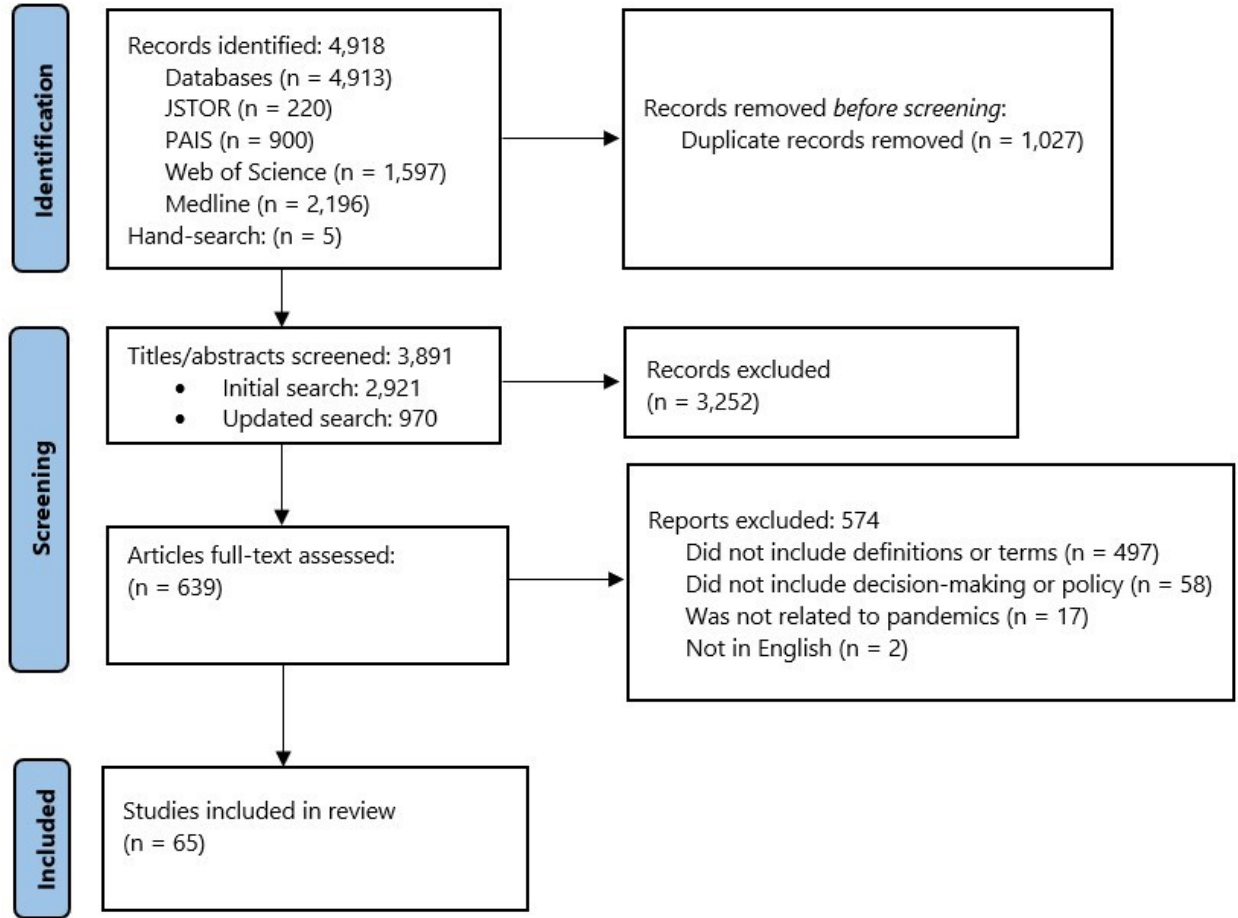 Identification
Records identified: 4,918
Databases (n = 4,913)
JSTOR (n = 220)
PAIS (n = 900)
Web of Science (n = 1,597)
Medline (n = 2,196)
Hand-search: (n = 5)
Records removed before screening:
Duplicate records removed (n = 1,027)
Screening
Titles/abstracts screened: 3,891
• Initial search: 2,921
• Updated search: 970
Records excluded
(n = 3,252)
Articles full-text assessed:
(n = 639)
Reports excluded: 574
Did not include definitions or terms (n = 497)
Did not include decision-making or policy (n = 58)
Was not related to pandemics (n = 17)
Not in English (n = 2)
Included
Studies included in review
(n = 65)